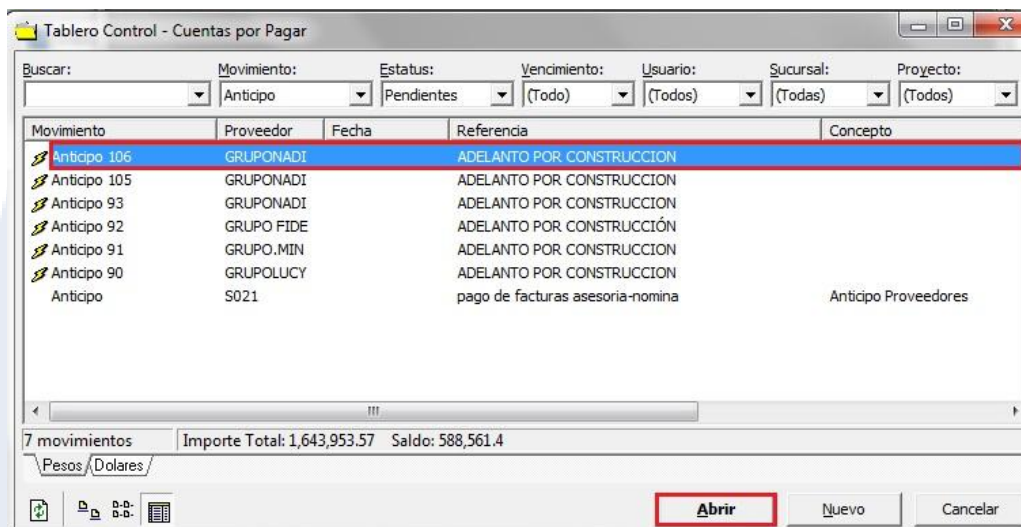 Tablero Control - Cuentas por Pagar
Buscar: Movimiento: Estatus: Vencimiento: Usuario: Sucursal: Proyecto:
Anticipo Pendientes (Todo) (Todos) (Todas) (Todos)
Movimiento Proveedor Fecha Referencia Concepto
Anticipo 106 GRUPONADI ADELANTO POR CONSTRUCCION
Anticipo 105 GRUPONADI ADELANTO POR CONSTRUCCION
Anticipo 93 GRUPONADI ADELANTO POR CONSTRUCCION
Anticipo 92 GRUPO FIDE ADELANTO POR CONSTRUCCIÓN
Anticipo 91 GRUPO.MIN ADELANTO POR CONSTRUCCION
Anticipo 90 GRUPOLUCY ADELANTO POR CONSTRUCCION
Anticipo S021 pago de facturas asesoria-nomina Anticipo Proveedores
7 movimientos Importe Total: 1,643,953.57 Saldo: 588,561.4
Pesos Dolares
Abrir Nuevo Cancelar